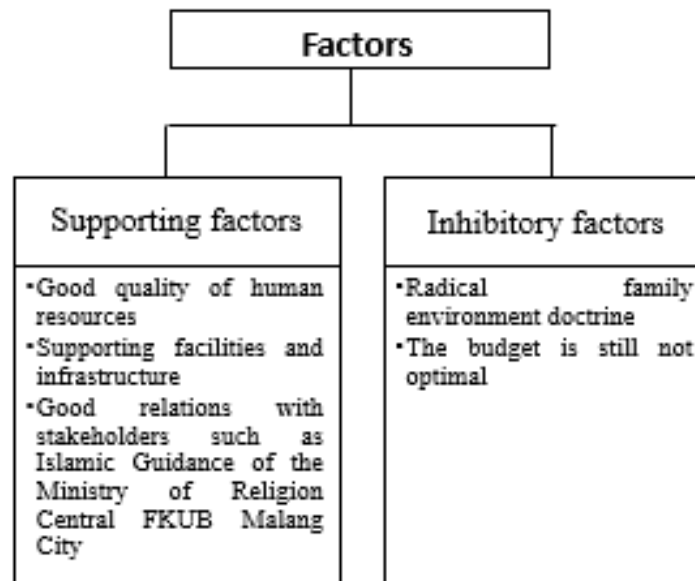 Factors
Supporting factors
•Good quality of human
resources
•Supporting facilities and
infrastructure
•Good relations with
stakeholders such as
Islamic Guidance of the
Ministry of Religion
Central FKUB Malang
City
Inhibitory factors
•Radical family
environment doctrine
•The budget is still not
optimal